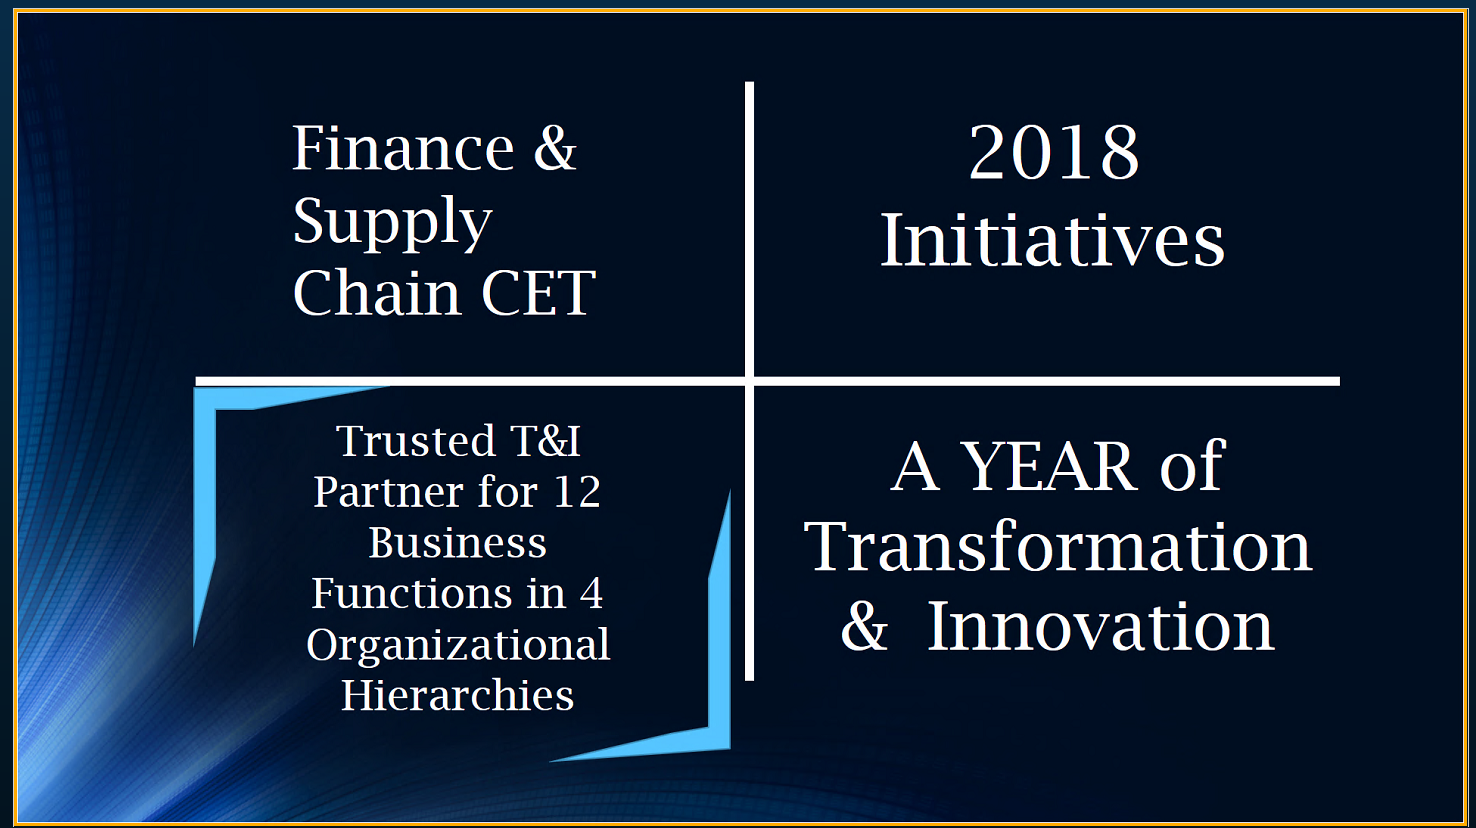 Finance &
Supply
Chain CET
2018
Initiatives
Trusted T&I
Partner for 12
Business
Functions in 4
Organizational
Hierarchies
A YEAR of
Transformation
& Innovation